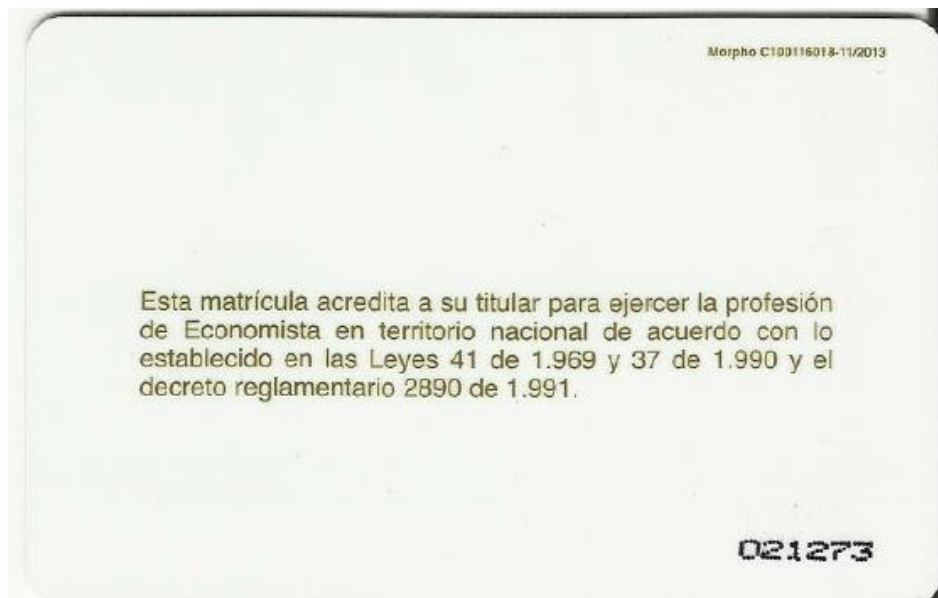 Morpho C100116018-11/2013
Esta matrícula acredita a su titular para ejercer la profesión
de Economista en territorio nacional de acuerdo con lo
establecido en las Leyes 41 de 1.969 y 37 de 1.990 y el
decreto reglamentario 2890 de 1.991.
021273